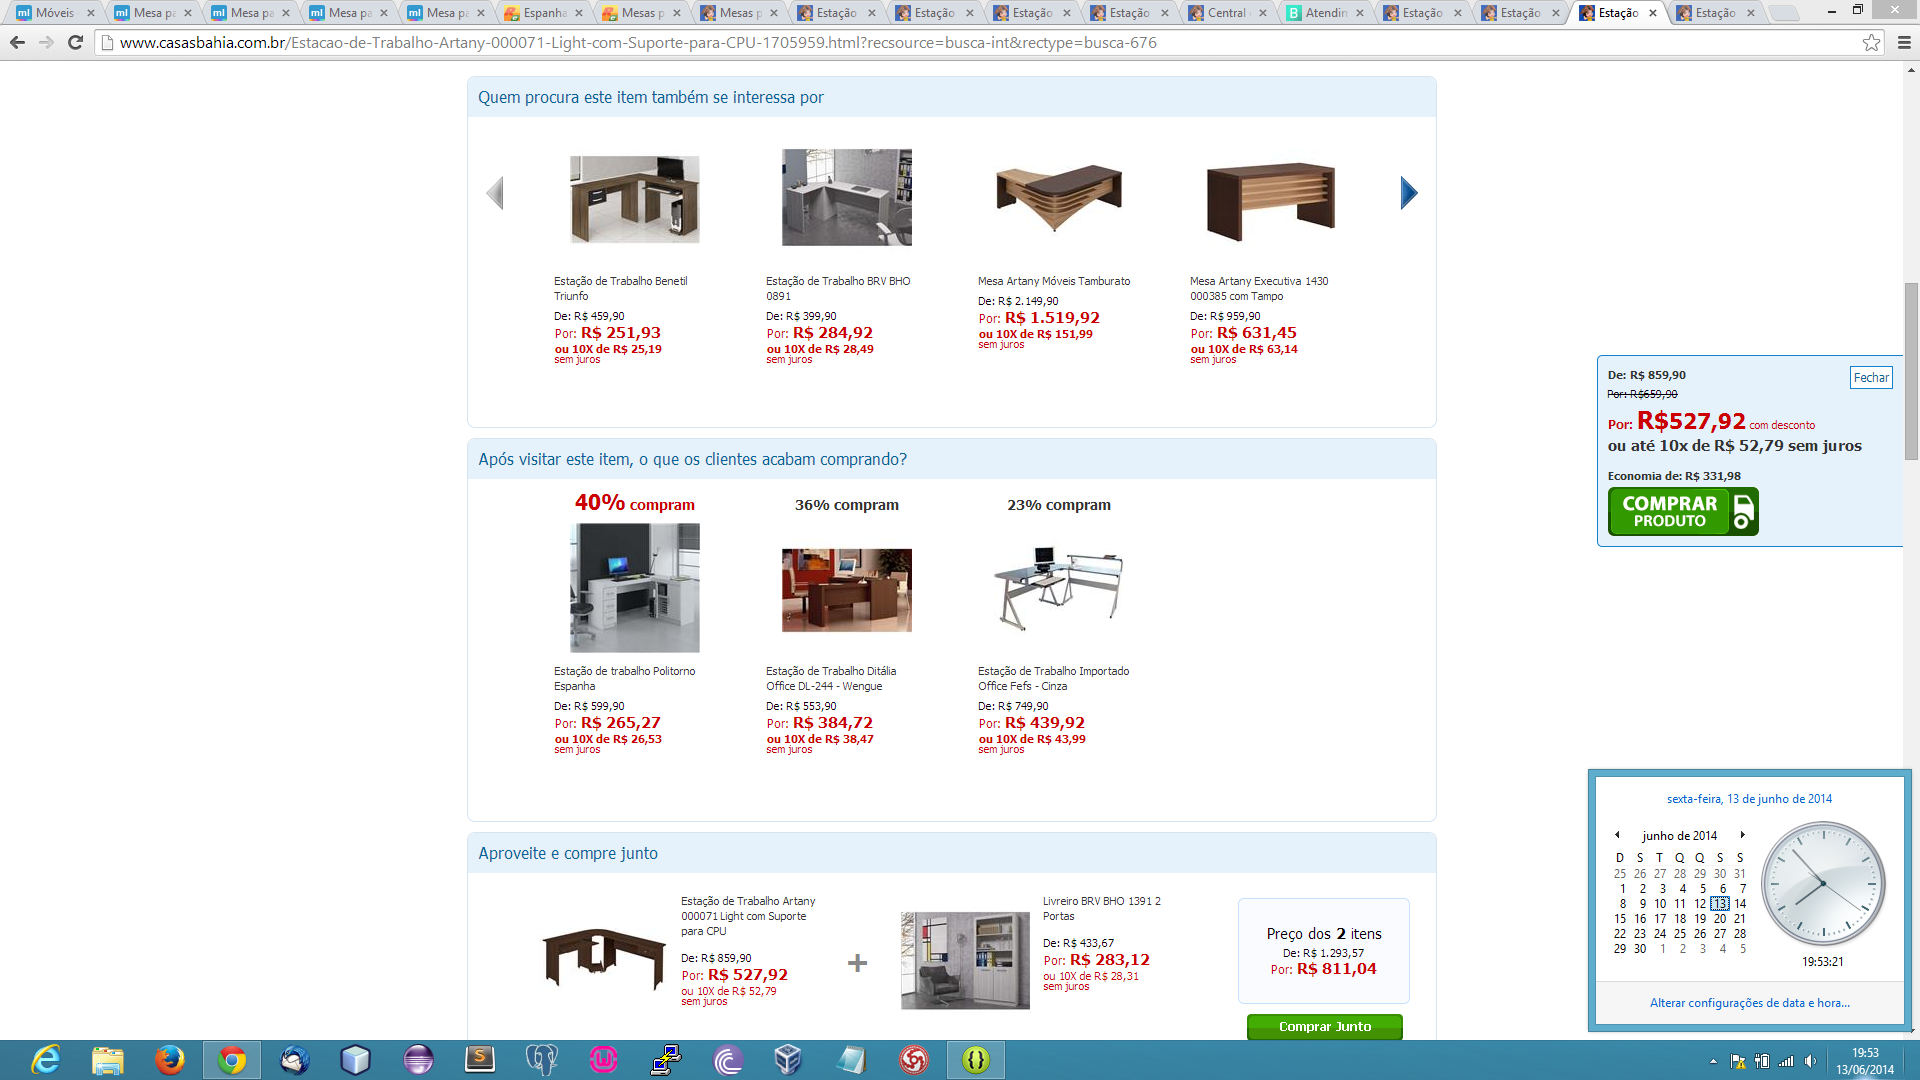 Móveis
Mesa pa
Mesa pa
Mesa pa
Mesa pa
Espanha
Mesas p
Mesas p
Estação
Estação
Estação
Estação
Central
Atendin
Estação
Estação
Estação
Estação
www.casasbahia.com.br/Estacao-de-Trabalho-Artany-000071-Light-com-Suporte-para-CPU-1705959.html?recsource=busca-int&rectype=busca-676
Quem procura este item também se interessa por
Estação de Trabalho Benetil
Triunfo
De: R$ 459,90
Por: R$ 251,93
ou 10X de R$ 25,19
sem juros
Estação de Trabalho BRV BHO
0891
De: R$ 399,90
Por: R$ 284,92
ou 10X de R$ 28,49
sem juros
Mesa Artany Móveis Tamburato
De: R$ 2.149,90
Por: R$ 1.519,92
ou 10X de R$ 151,99
sem juros
Mesa Artany Executiva 1430
000385 com Tampo
De: R$ 959,90
Por: R$ 631,45
ou 10X de R$ 63,14
sem juros
De: R$ 859,90
Fechar
Por: R$659,90
Por: R$527,92 com desconto
ou até 10x de R$ 52,79 sem juros
Economia de: R$ 331,98
COMPRAR
PRODUTO
Após visitar este item, o que os clientes acabam comprando?
40% compram
Estação de trabalho Politorno
Espanha
De: R$ 599,90
Por: R$ 265,27
ou 10X de R$ 26,53
sem juros
36% compram
Estação de Trabalho Ditália
Office DL-244 - Wengue
De: R$ 553,90
Por: R$ 384,72
ou 10X de R$ 38,47
sem juros
23% compram
Estação de Trabalho Importado
Office Fefs - Cinza
De: R$ 749,90
Por: R$ 439,92
ou 10X de R$ 43,99
sem juros
Aproveite e compre junto
Estação de Trabalho Artany
000071 Light com Suporte
para CPU
De: R$ 859,90
Por: R$ 527,92
ou 10X de R$ 52,79
sem juros
+
Livreiro BRV BHO 1391 2
Portas
De: R$ 433,67
Por: R$ 283,12
ou 10X de R$ 28,31
sem juros
Preço dos 2 itens
De: R$ 1.293,57
Por: R$ 811,04
Comprar Junto
sexta-feira, 13 de junho de 2014
junho de 2014
D S T Q Q S S
25 26 27 28 29 30 31
1 2 3 4 5 6 7
8 9 10 11 12 13 14
15 16 17 18 19 20 21
22 23 24 25 26 27 28
29 30 1 2 3 4 5
19:53:21
Alterar configurações de data e hora...
19:53
13/06/2014